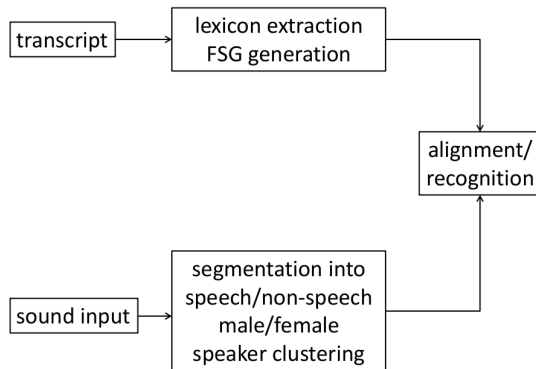 transcript
lexicon extraction
FSG generation
alignment/
recognition
sound input
segmentation into
speech/non-speech
male/female
speaker clustering